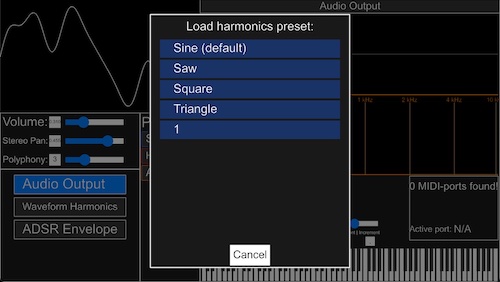 Audio Output
Load harmonics preset:
Sine (default)
Saw
Square
Triangle
1
1 kHz
2 kHz
4 kHz
Volume:
Stereo Pan:
Polyphony:
Audio Output
Waveform Harmonics
ADSR Envelope
0 MIDI-ports found!
Active port: N/A
Increment
Cancel